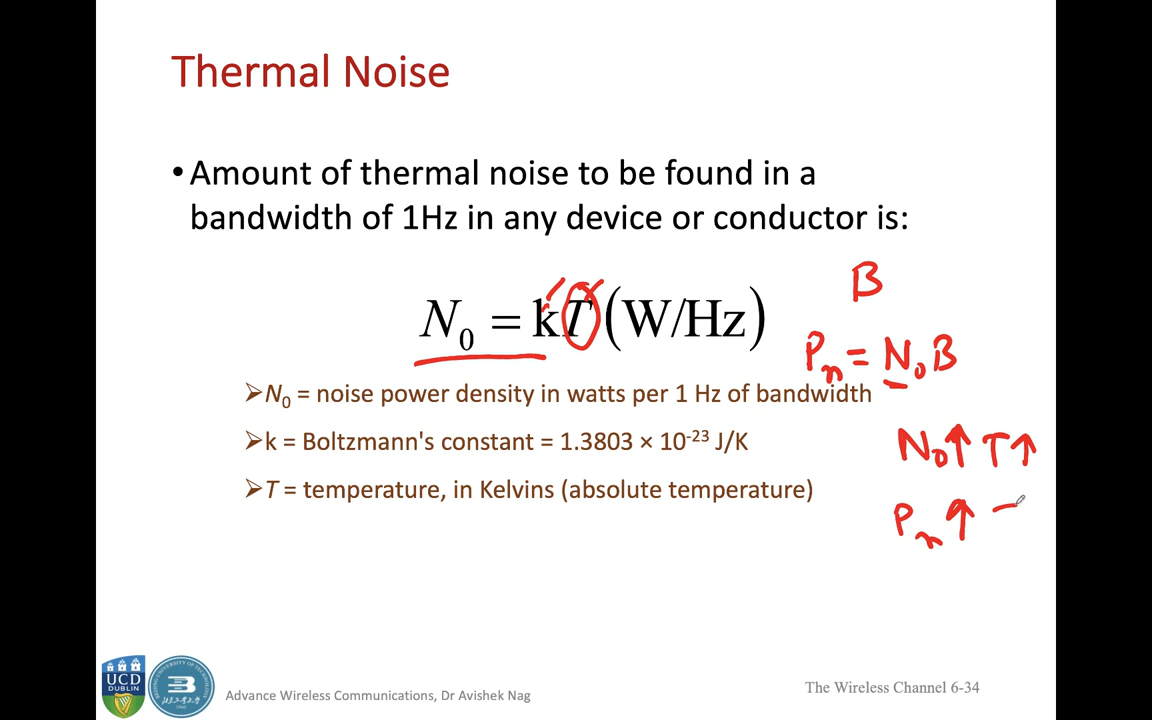 Thermal Noise
•Amount of thermal noise to be found in a
bandwidth of 1Hz in any device or conductor is:
B
N₀ = kT(W/Hz)
Pₙ = N₀B
➢N₀ = noise power density in watts per 1 Hz of bandwidth
➢k = Boltzmann's constant = 1.3803 × 10⁻²³ J/K
N₀↑ T↑
➢T = temperature, in Kelvins (absolute temperature)
Pₙ↑
UCD
DUBLIN
Advance Wireless Communications, Dr Avishek Nag
The Wireless Channel 6-34